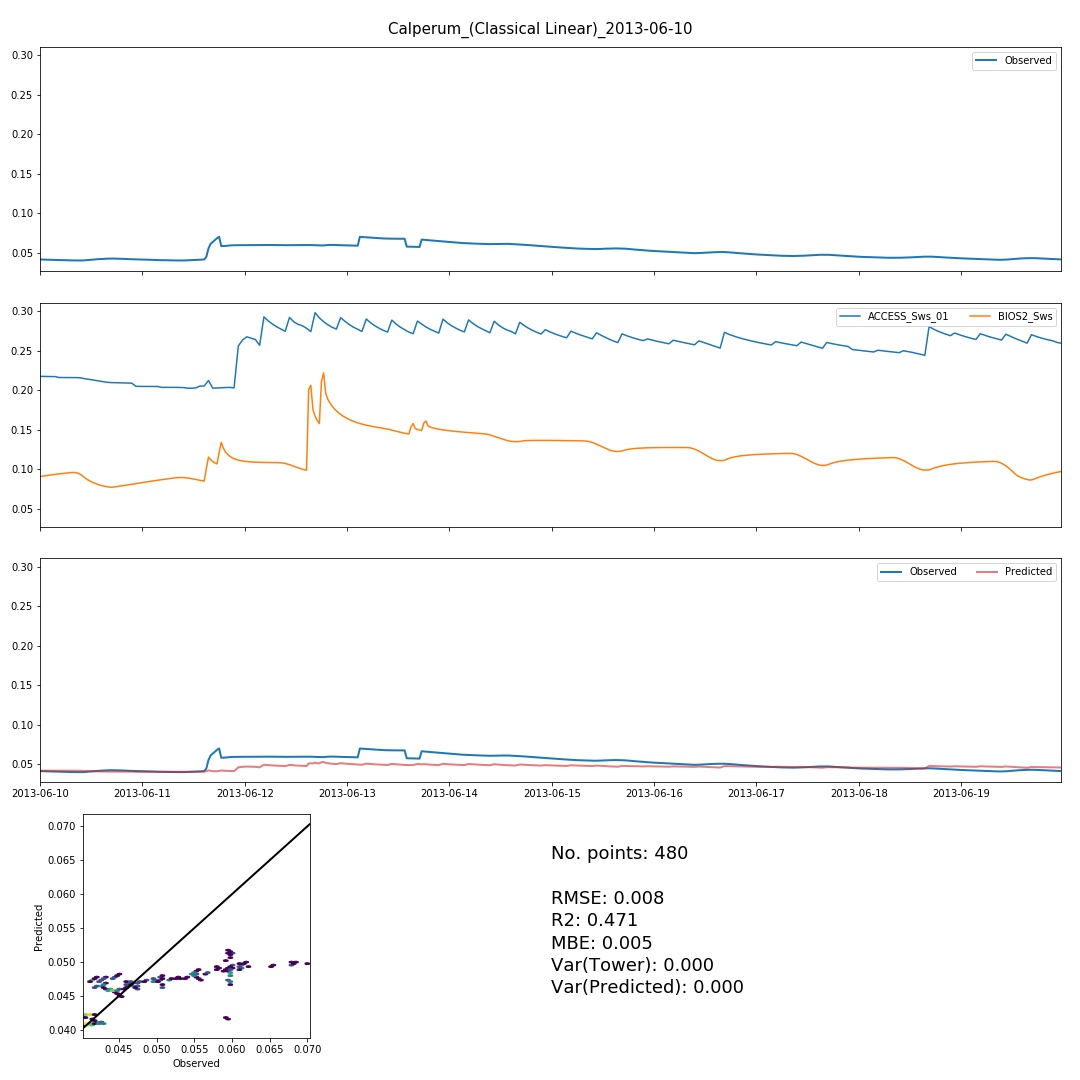 Calperum_(Classical Linear)_2013-06-10
0.30
0.25
0.20
0.15
0.10
0.05
Observed
0.30
0.25
0.20
0.15
0.10
0.05
ACCESS_Sws_01 BIOS2_Sws
0.30
0.25
0.20
0.15
0.10
0.05
Observed Predicted
2013-06-10 2013-06-11 2013-06-12 2013-06-13 2013-06-14 2013-06-15 2013-06-16 2013-06-17 2013-06-18 2013-06-19
0.070
0.065
0.060
0.055
0.050
0.045
0.040
Predicted
0.045 0.050 0.055 0.060 0.065 0.070
Observed
No. points: 480
RMSE: 0.008
R2: 0.471
MBE: 0.005
Var(Tower): 0.000
Var(Predicted): 0.000